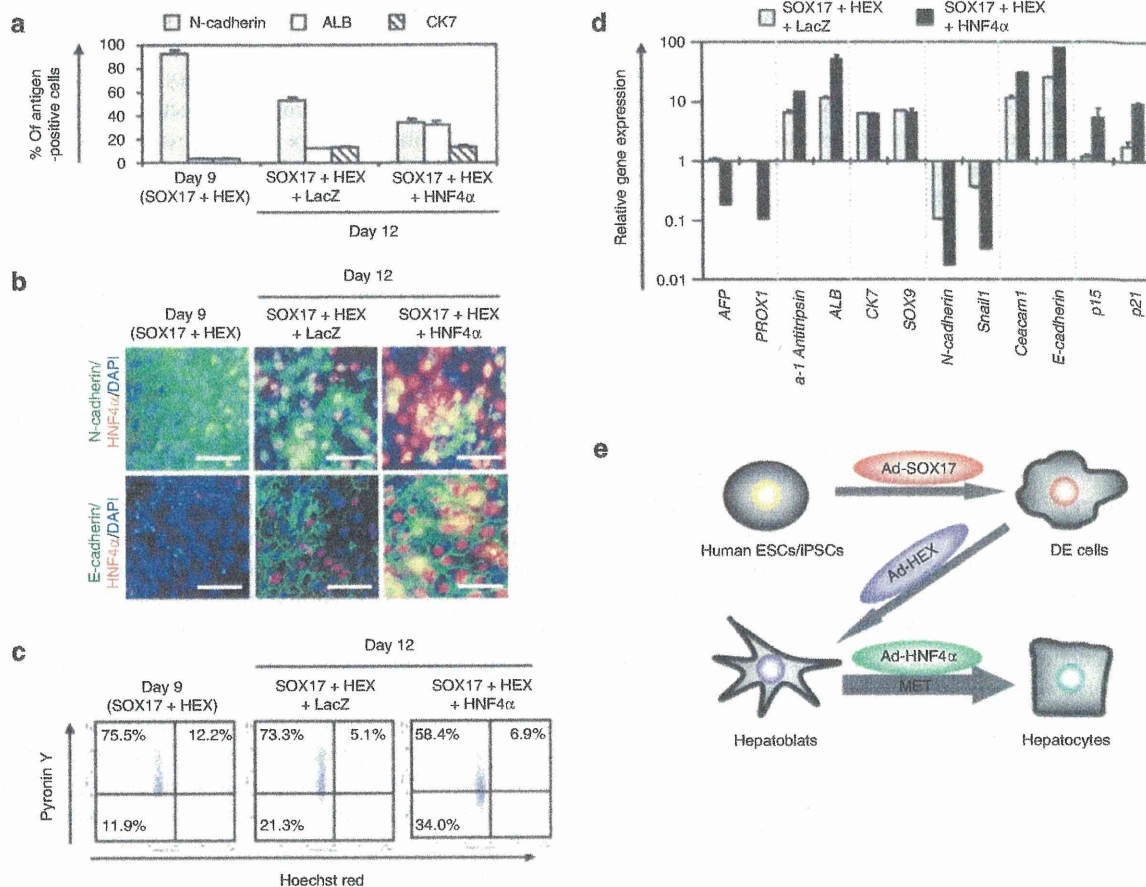 a
N-cadherin
ALB
CK7
% Of antigen
-positive cells
100
80
60
40
20
0
Day 9
(SOX17 + HEX)
SOX17 + HEX
+ LacZ
SOX17 + HEX
+ HNF4α
Day 12
b
Day 12
Day 9
(SOX17 + HEX)
SOX17 + HEX
+ LacZ
SOX17 + HEX
+ HNF4α
N-cadherin/
HNF4α/DAPI
E-cadherin/
HNF4α/DAPI
c
Day 12
Day 9
(SOX17 + HEX)
SOX17 + HEX
+ LacZ
SOX17 + HEX
+ HNF4α
Pyronin Y
75.5% 12.2%
11.9%
73.3% 5.1%
21.3%
58.4% 6.9%
34.0%
Hoechst red
d
SOX17 + HEX
+ LacZ
SOX17 + HEX
+ HNF4α
Relative gene expression
100
10
1
0.1
0.01
AFP
PROX1
a-1 Antitripsin
ALB
CK7
SOX9
N-cadherin
Snail1
Ceacam1
E-cadherin
p15
p21
e
Ad-SOX17
Human ESCs/iPSCs
DE cells
Ad-HEX
Ad-HNF4α
MET
Hepatoblats
Hepatocytes